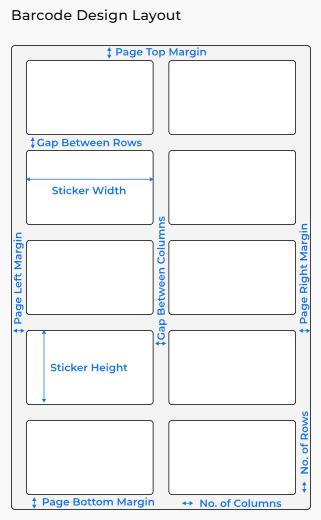 Barcode Design Layout
Page Top Margin
Gap Between Rows
Sticker Width
Page Left Margin
Gap Between Columns
Page Right Margin
Sticker Height
No. of Rows
Page Bottom Margin
No. of Columns